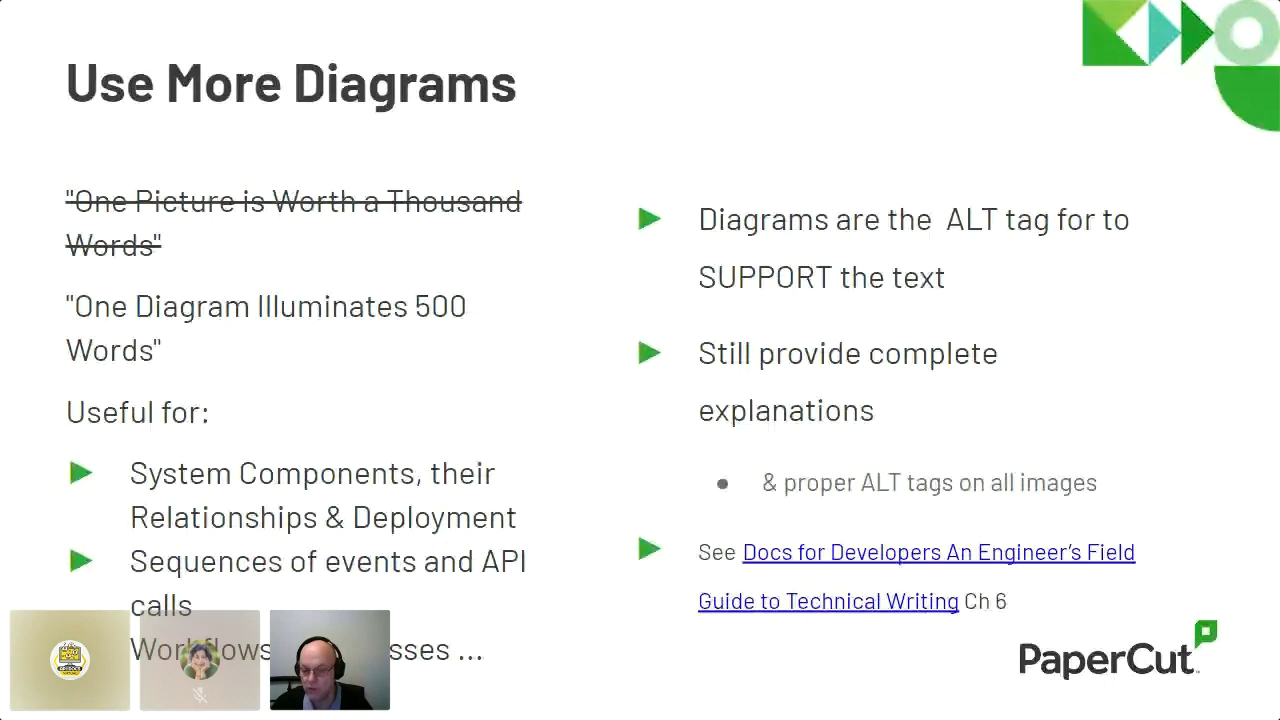 Use More Diagrams
"One Picture is Worth a Thousand
Words"
"One Diagram Illuminates 500
Words"
Useful for:
System Components, their
Relationships & Deployment
Sequences of events and API
calls
Workflows sses ...
Diagrams are the ALT tag for to
SUPPORT the text
Still provide complete
explanations
& proper ALT tags on all images
See Docs for Developers An Engineer’s Field
Guide to Technical Writing Ch 6
PaperCut